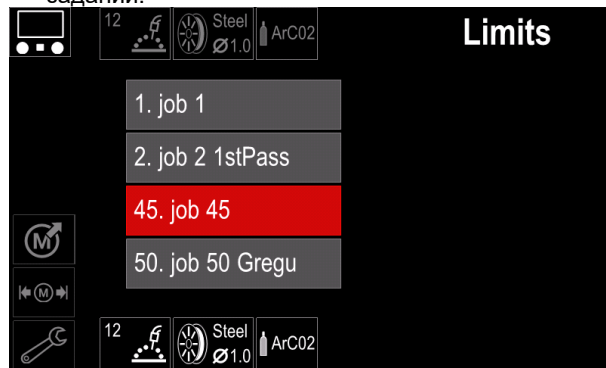 заданий.
12 Steel Ø1.0 ArC02 Limits
1. job 1
2. job 2 1stPass
45. job 45
50. job 50 Gregu
M
M
12 Steel Ø1.0 ArC02